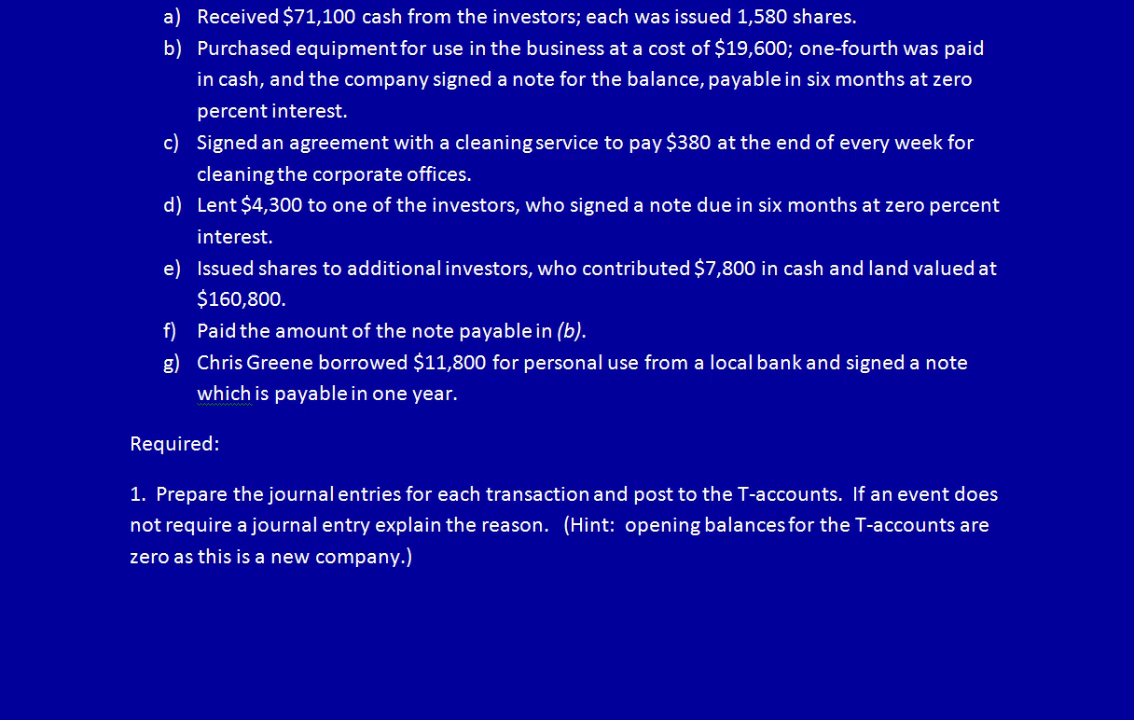 a) Received $71,100 cash from the investors; each was issued 1,580 shares.
b) Purchased equipment for use in the business at a cost of $19,600; one-fourth was paid
in cash, and the company signed a note for the balance, payable in six months at zero
percent interest.
c) Signed an agreement with a cleaning service to pay $380 at the end of every week for
cleaning the corporate offices.
d) Lent $4,300 to one of the investors, who signed a note due in six months at zero percent
interest.
e) Issued shares to additional investors, who contributed $7,800 in cash and land valued at
$160,800.
f) Paid the amount of the note payable in (b).
g) Chris Greene borrowed $11,800 for personal use from a local bank and signed a note
which is payable in one year.
Required:
1. Prepare the journal entries for each transaction and post to the T-accounts. If an event does
not require a journal entry explain the reason. (Hint: opening balances for the T-accounts are
zero as this is a new company.)